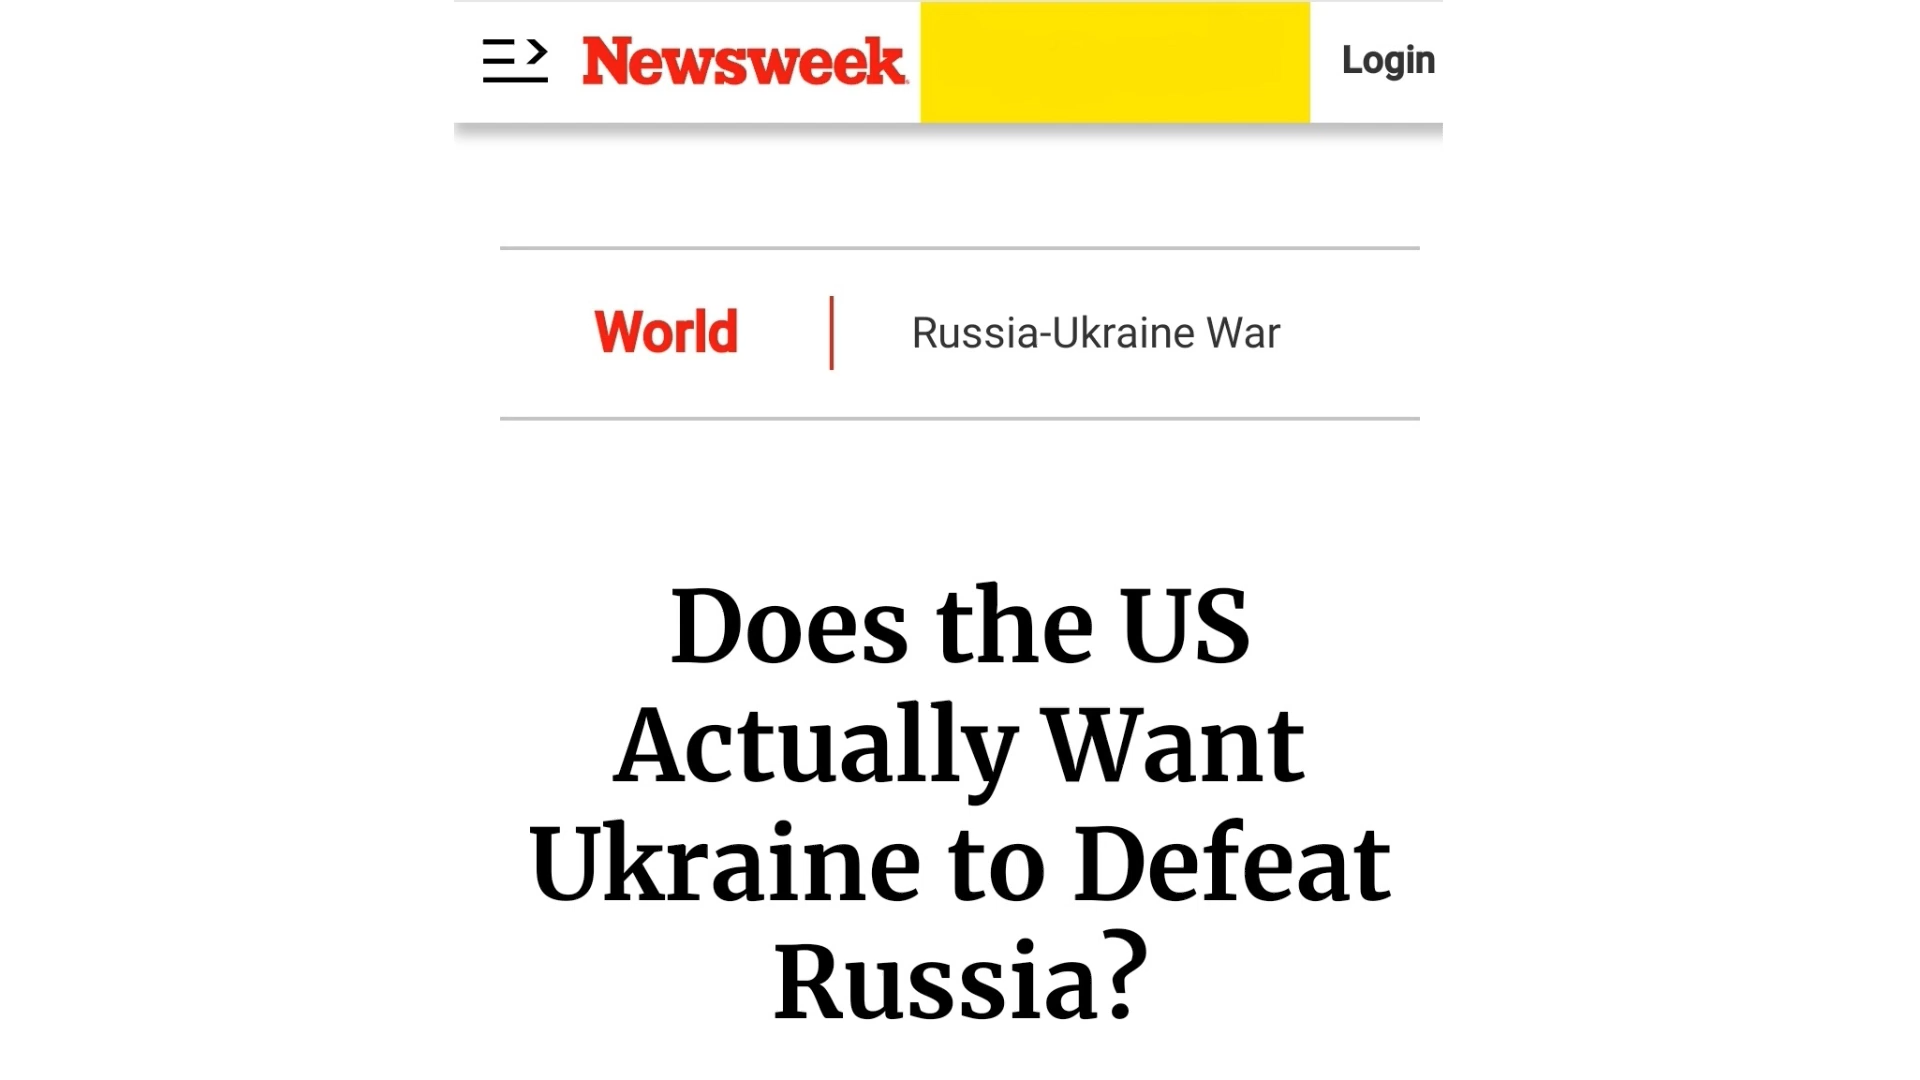 Newsweek
Login
World
Russia-Ukraine War
Does the US
Actually Want
Ukraine to Defeat
Russia?